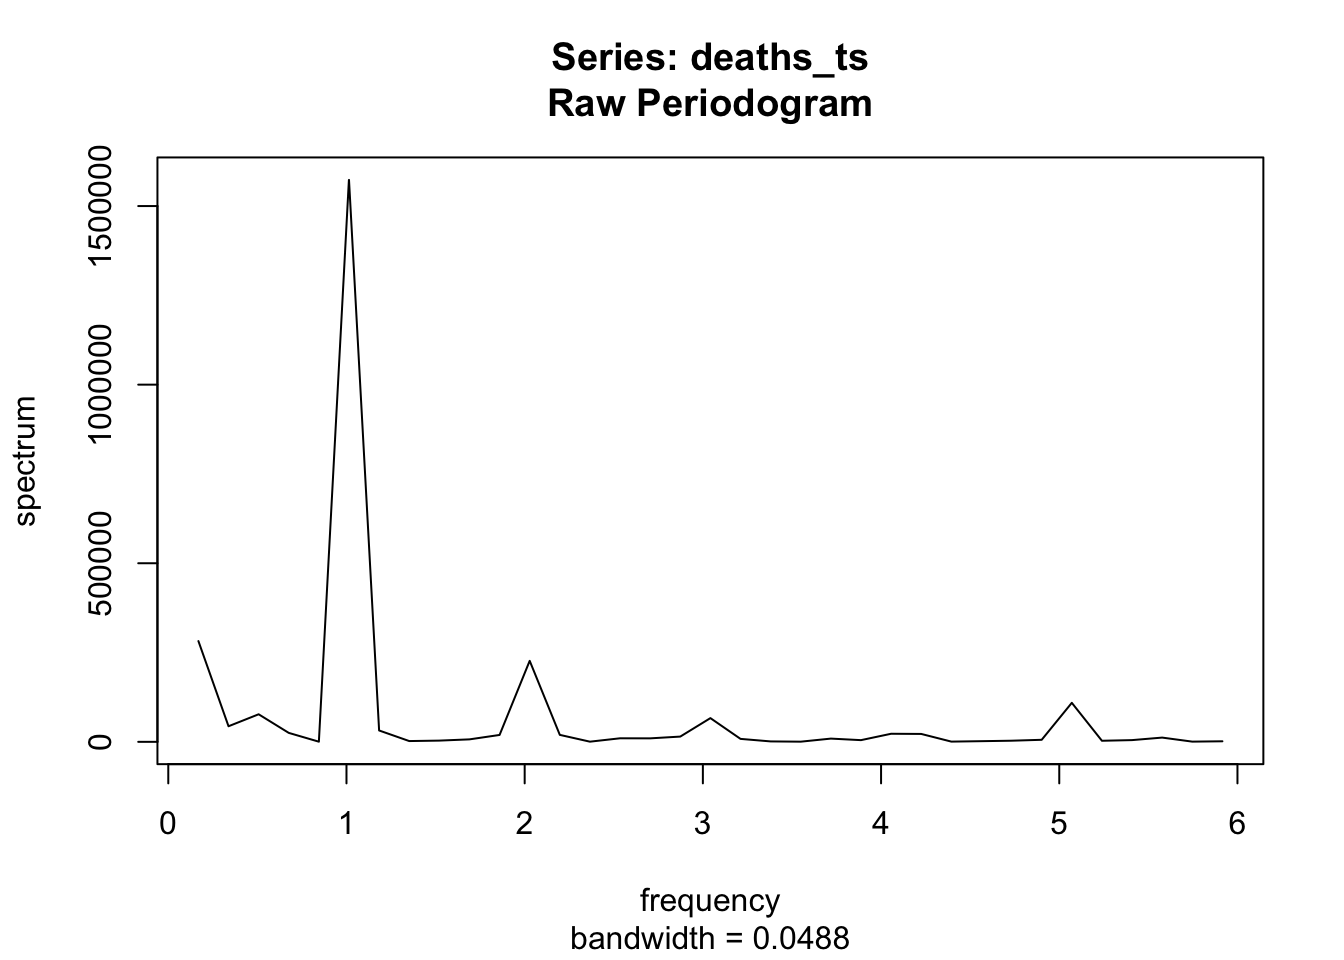 Series: deaths_ts
Raw Periodogram
spectrum
1500000
1000000
500000
0
0 1 2 3 4 5 6
frequency
bandwidth = 0.0488